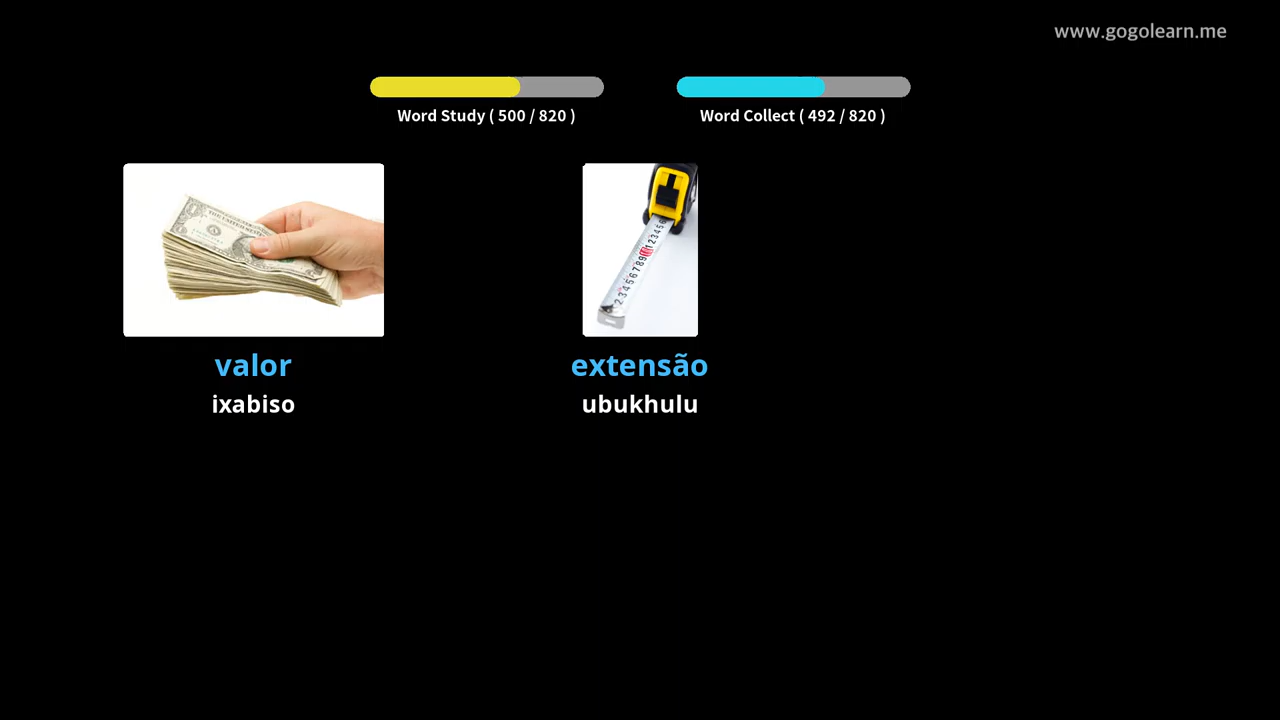 www.gogolearn.me
Word Study ( 500 / 820 )
Word Collect ( 492 / 820 )
valor
ixabiso
extensão
ubukhulu